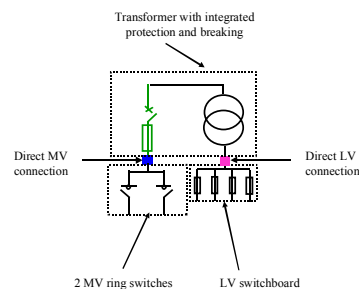 Transformer with integrated
protection and breaking
Direct MV
connection
Direct LV
connection
2 MV ring switches
LV switchboard